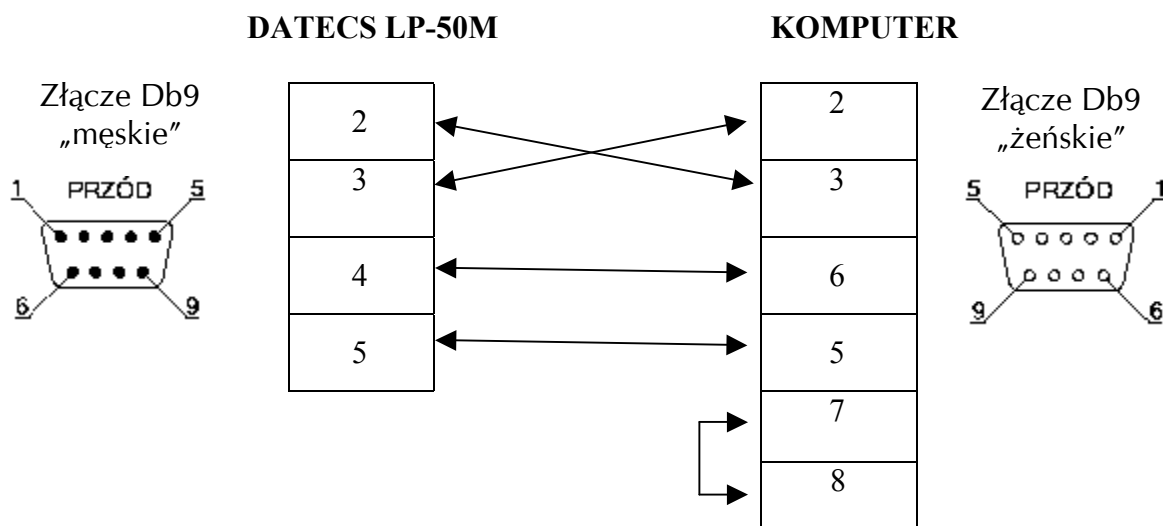 DATECS LP-50M KOMPUTER
Złącze Db9
„męskie”
1 PRZÓD 5
6 9
2
3
4
5
2
3
6
5
7
8
Złącze Db9
„żeńskie”
5 PRZÓD 1
9 6